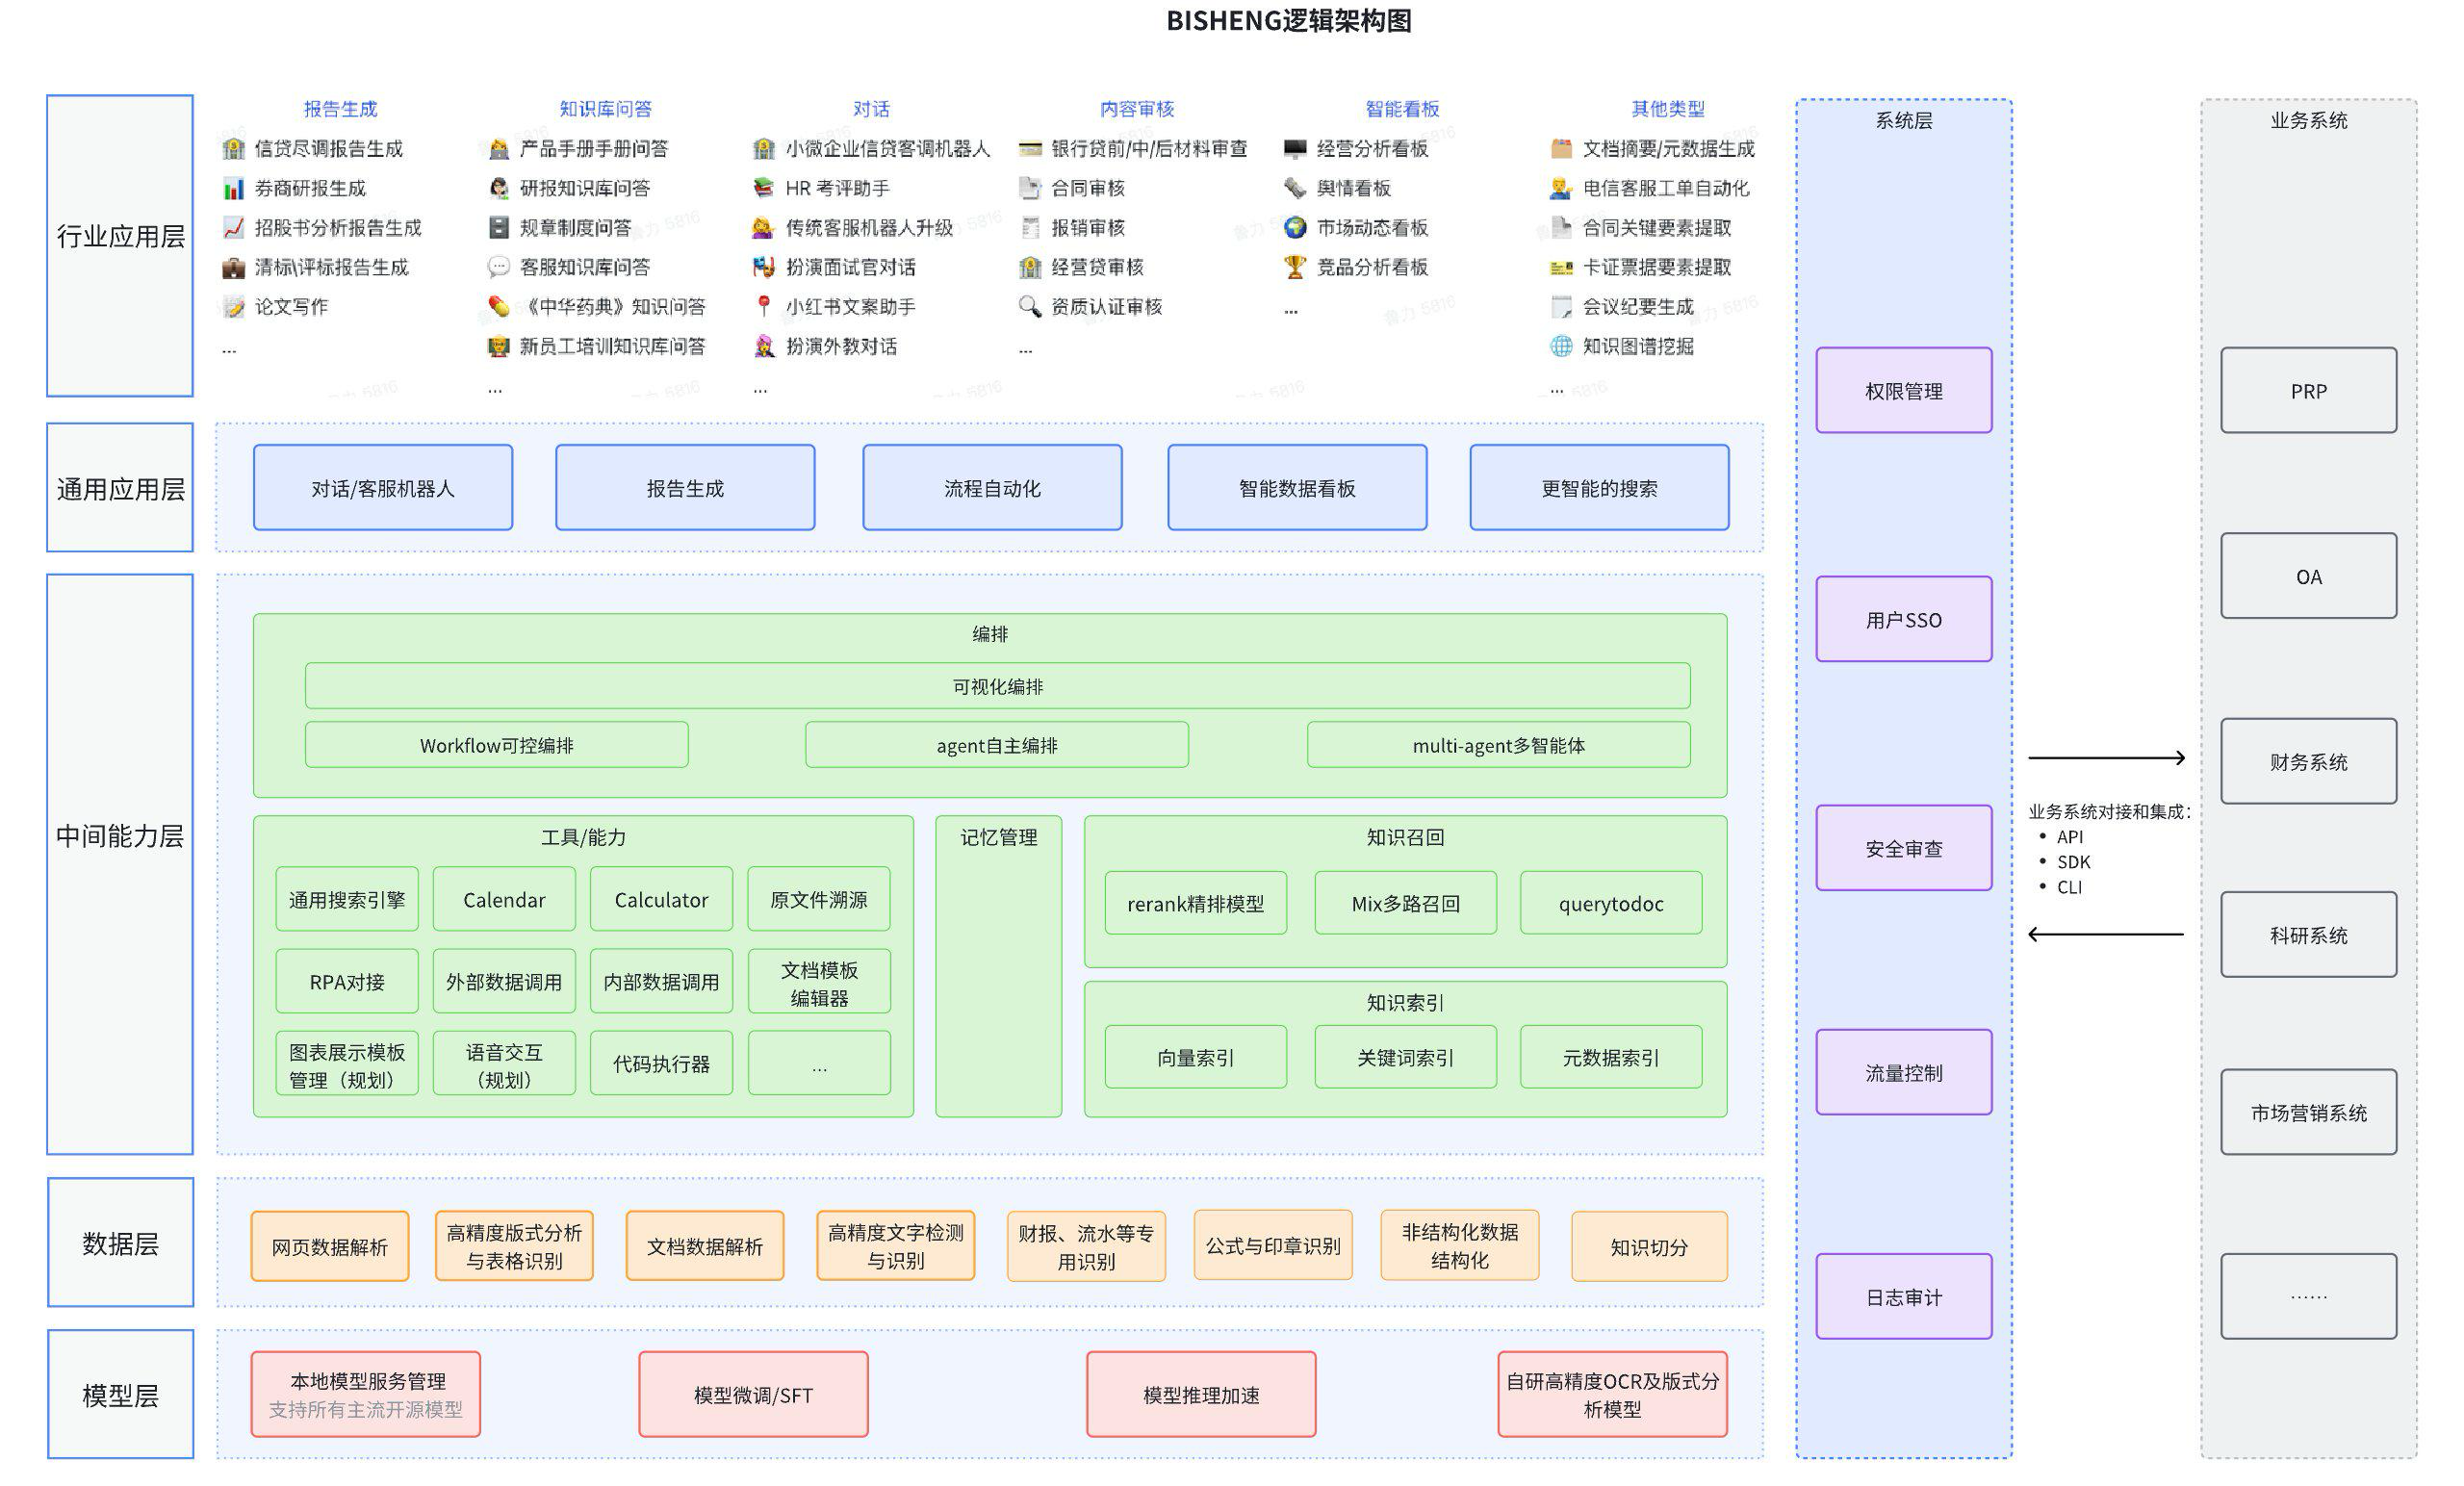 BISHENG逻辑架构图
行业应用层
报告生成
信贷尽调报告生成
券商研报生成
招股书分析报告生成
清标\评标报告生成
论文写作
...
知识库问答
产品手册手册问答
研报知识库问答
规章制度问答
客服知识库问答
《中华药典》知识问答
新员工培训知识库问答
...
对话
小微企业信贷客调机器人
HR 考评助手
传统客服机器人升级
扮演面试官对话
小红书文案助手
扮演外教对话
...
内容审核
银行贷前/中/后材料审查
合同审核
报销审核
经营贷审核
资质认证审核
...
智能看板
经营分析看板
舆情看板
市场动态看板
竞品分析看板
...
其他类型
文档摘要/元数据生成
电信客服工单自动化
合同关键要素提取
卡证票据要素提取
会议纪要生成
知识图谱挖掘
...
通用应用层
对话/客服机器人
报告生成
流程自动化
智能数据看板
更智能的搜索
中间能力层
编排
可视化编排
Workflow可控编排
agent自主编排
multi-agent多智能体
工具/能力
通用搜索引擎
Calendar
Calculator
原文件溯源
RPA对接
外部数据调用
内部数据调用
文档模板
编辑器
图表展示模板
管理（规划）
语音交互
（规划）
代码执行器
...
记忆管理
知识召回
rerank精排模型
Mix多路召回
querytodoc
知识索引
向量索引
关键词索引
元数据索引
数据层
网页数据解析
高精度版式分析
与表格识别
文档数据解析
高精度文字检测
与识别
财报、流水等专
用识别
公式与印章识别
非结构化数据
结构化
知识切分
模型层
本地模型服务管理
支持所有主流开源模型
模型微调/SFT
模型推理加速
自研高精度OCR及版式分
析模型
系统层
权限管理
用户SSO
安全审查
流量控制
日志审计
业务系统对接和集成：
• API
• SDK
• CLI
业务系统
PRP
OA
财务系统
科研系统
市场营销系统
……
鲁力 5816